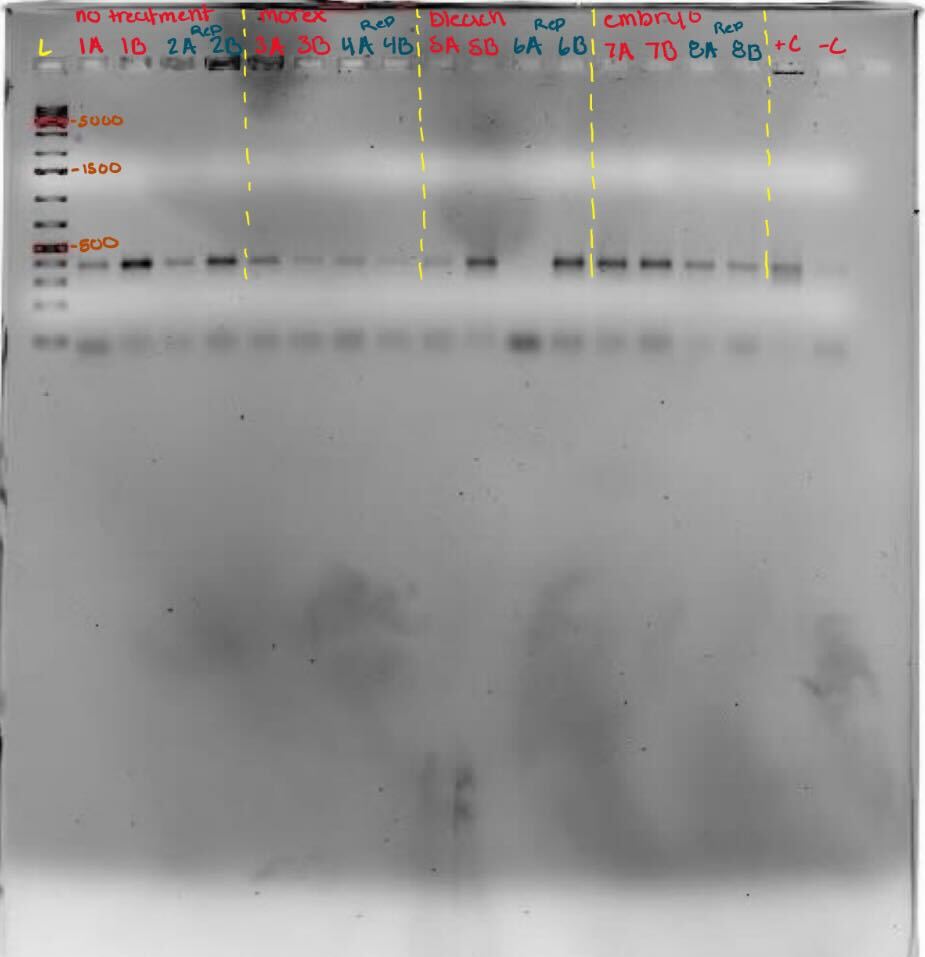 no treatment morex bleach embryo
Rep Rep Rep Rep
L 1A 1B 2A 2B 3A 3B 4A 4B 5A 5B 6A 6B 7A 7B 8A 8B +C -C
-5000
-1500
-500